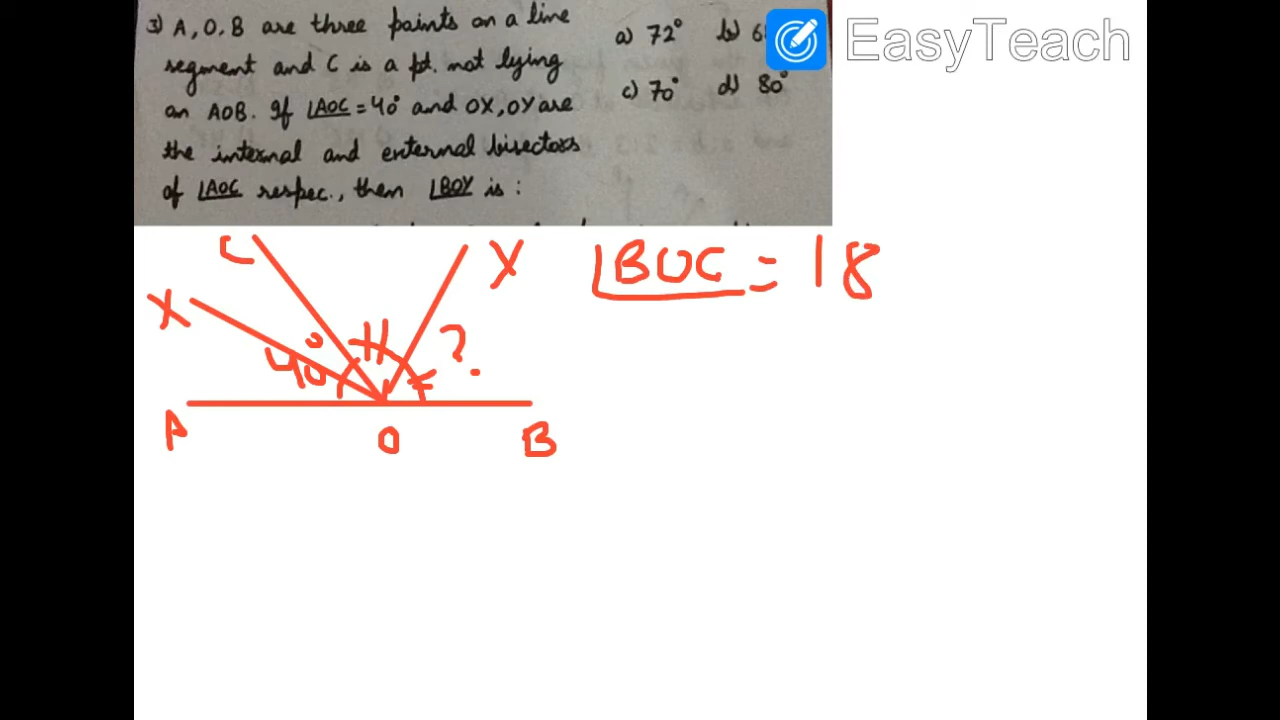 3) A, O, B are three points on a line
segment and C is a pt. not lying
on AOB. If ∠AOC = 40° and OX, OY are
the internal and external bisectors
of ∠AOC respec., then ∠BOY is :
a) 72° b) 6
c) 70° d) 80°
EasyTeach
C
X
Y
40°
?
A
O
B
∠BOC = 18